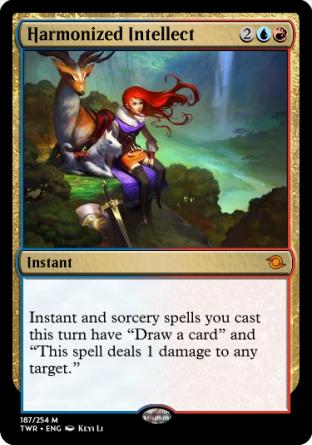 Harmonized Intellect 2
Instant
Instant and sorcery spells you cast
this turn have “Draw a card” and
“This spell deals 1 damage to any
target.”
187/254 M
TWR • ENG KEYI LI